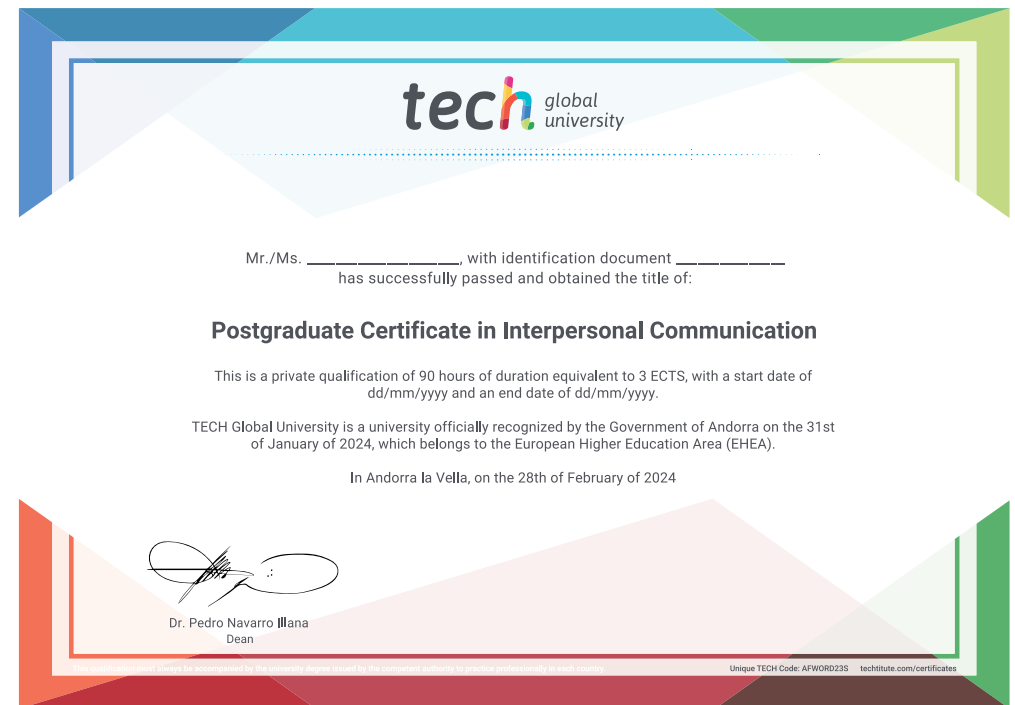 tech global
university
Mr./Ms. ____________________, with identification document ______________
has successfully passed and obtained the title of:
Postgraduate Certificate in Interpersonal Communication
This is a private qualification of 90 hours of duration equivalent to 3 ECTS, with a start date of
dd/mm/yyyy and an end date of dd/mm/yyyy.
TECH Global University is a university officially recognized by the Government of Andorra on the 31st
of January of 2024, which belongs to the European Higher Education Area (EHEA).
In Andorra la Vella, on the 28th of February of 2024
Dr. Pedro Navarro Illana
Dean
This qualification must always be accompanied by the university degree issued by the competent authority to practice professionally in each country
Unique TECH Code: AFWORD23S techtitute.com/certificates